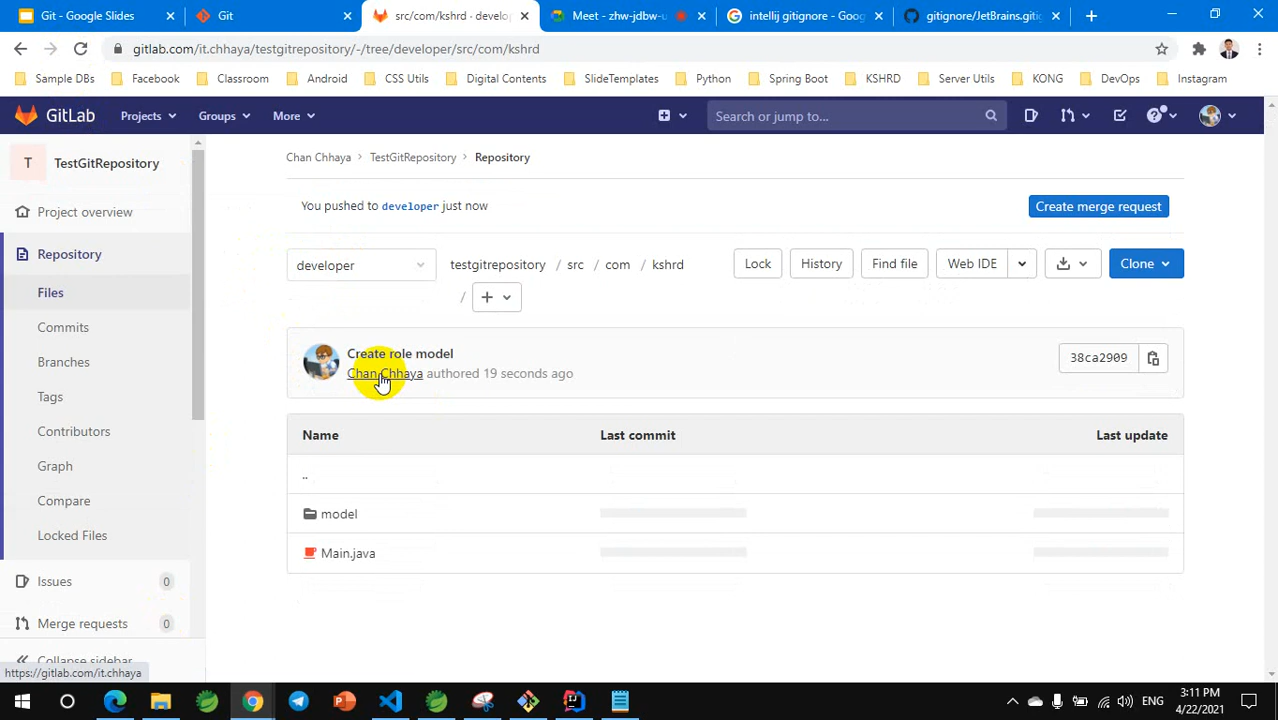 Git - Google Slides
Git
src/com/kshrd · develo
Meet - zhw-jdbw-u
intellij gitignore - Goog
gitignore/JetBrains.giti
gitlab.com/it.chhaya/testgitrepository/-/tree/developer/src/com/kshrd
Sample DBs
Facebook
Classroom
Android
CSS Utils
Digital Contents
SlideTemplates
Python
Spring Boot
KSHRD
Server Utils
KONG
DevOps
Instagram
GitLab
Projects
Groups
More
Search or jump to...
T
TestGitRepository
Project overview
Repository
Files
Commits
Branches
Tags
Contributors
Graph
Compare
Locked Files
Issues 0
Merge requests 0
Collapse sidebar
https://gitlab.com/it.chhaya
Chan Chhaya > TestGitRepository > Repository
You pushed to developer just now
Create merge request
developer
testgitrepository / src / com / kshrd
/ +
Lock
History
Find file
Web IDE
Clone
Create role model
Chan Chhaya authored 19 seconds ago
38ca2909
Name Last commit Last update
..
model
Main.java
ENG
3:11 PM
4/22/2021